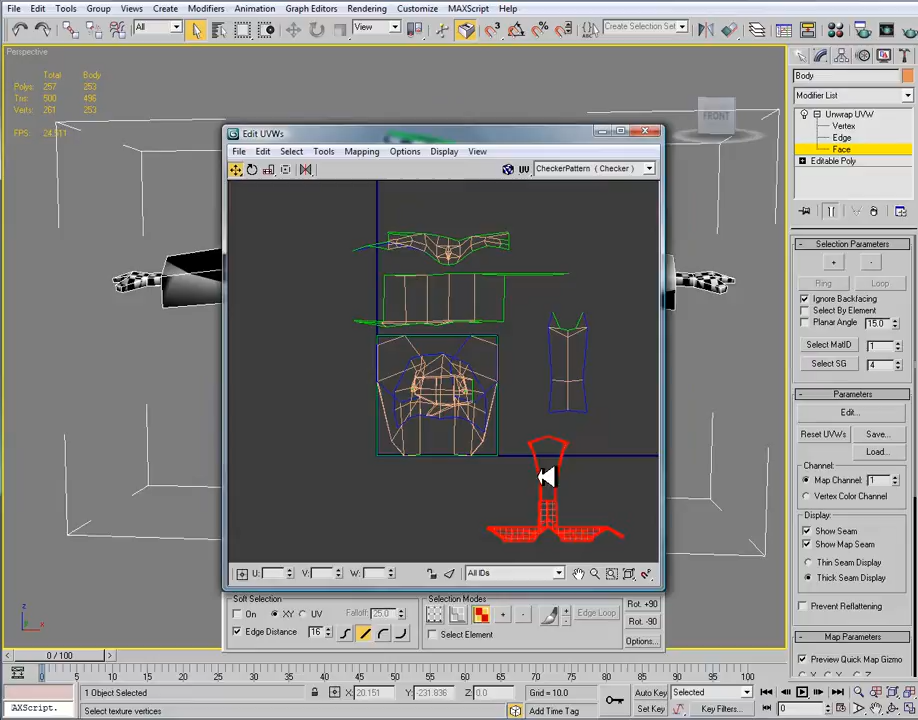 File Edit Tools Group Views Create Modifiers Animation Graph Editors Rendering Customize MAXScript Help
All View Create Selection Set
Perspective
Total Body
Polys: 257 253
Tris: 500 496
Verts: 261 253
FPS:
FRONT
Edit UVWs
File Edit Select Tools Mapping Options Display View
UV CheckerPattern ( Checker )
U: V: W: All IDs
Soft Selection
On XY UV Falloff: 25.0
Edge Distance 16
Selection Modes
+ - + - Edge Loop
Select Element
Rot. +90
Rot. -90
Options...
Body
Modifier List
Unwrap UVW
Vertex
Edge
Face
Editable Poly
- Selection Parameters
+ -
Ring Loop
Ignore Backfacing
Select By Element
Planar Angle 15.0
Select MatID 1
Select SG 4
- Parameters
Edit...
Reset UVWs Save...
Load...
Channel:
Map Channel: 1
Vertex Color Channel
Display:
Show Seam
Show Map Seam
Thin Seam Display
Thick Seam Display
Prevent Reflattening
- Map Parameters
Preview Quick Map Gizmo
z
x
< 0 / 100 >
0 5 10 15 20 25 30 35 40 45 50 55 60 65 70 75 80 85 90 95 100
1 Object Selected X: 20.151 Y: -231.836 Z: 0.0 Grid = 10.0 Auto Key Selected
AXScript. Select texture vertices Add Time Tag Set Key Key Filters... 0